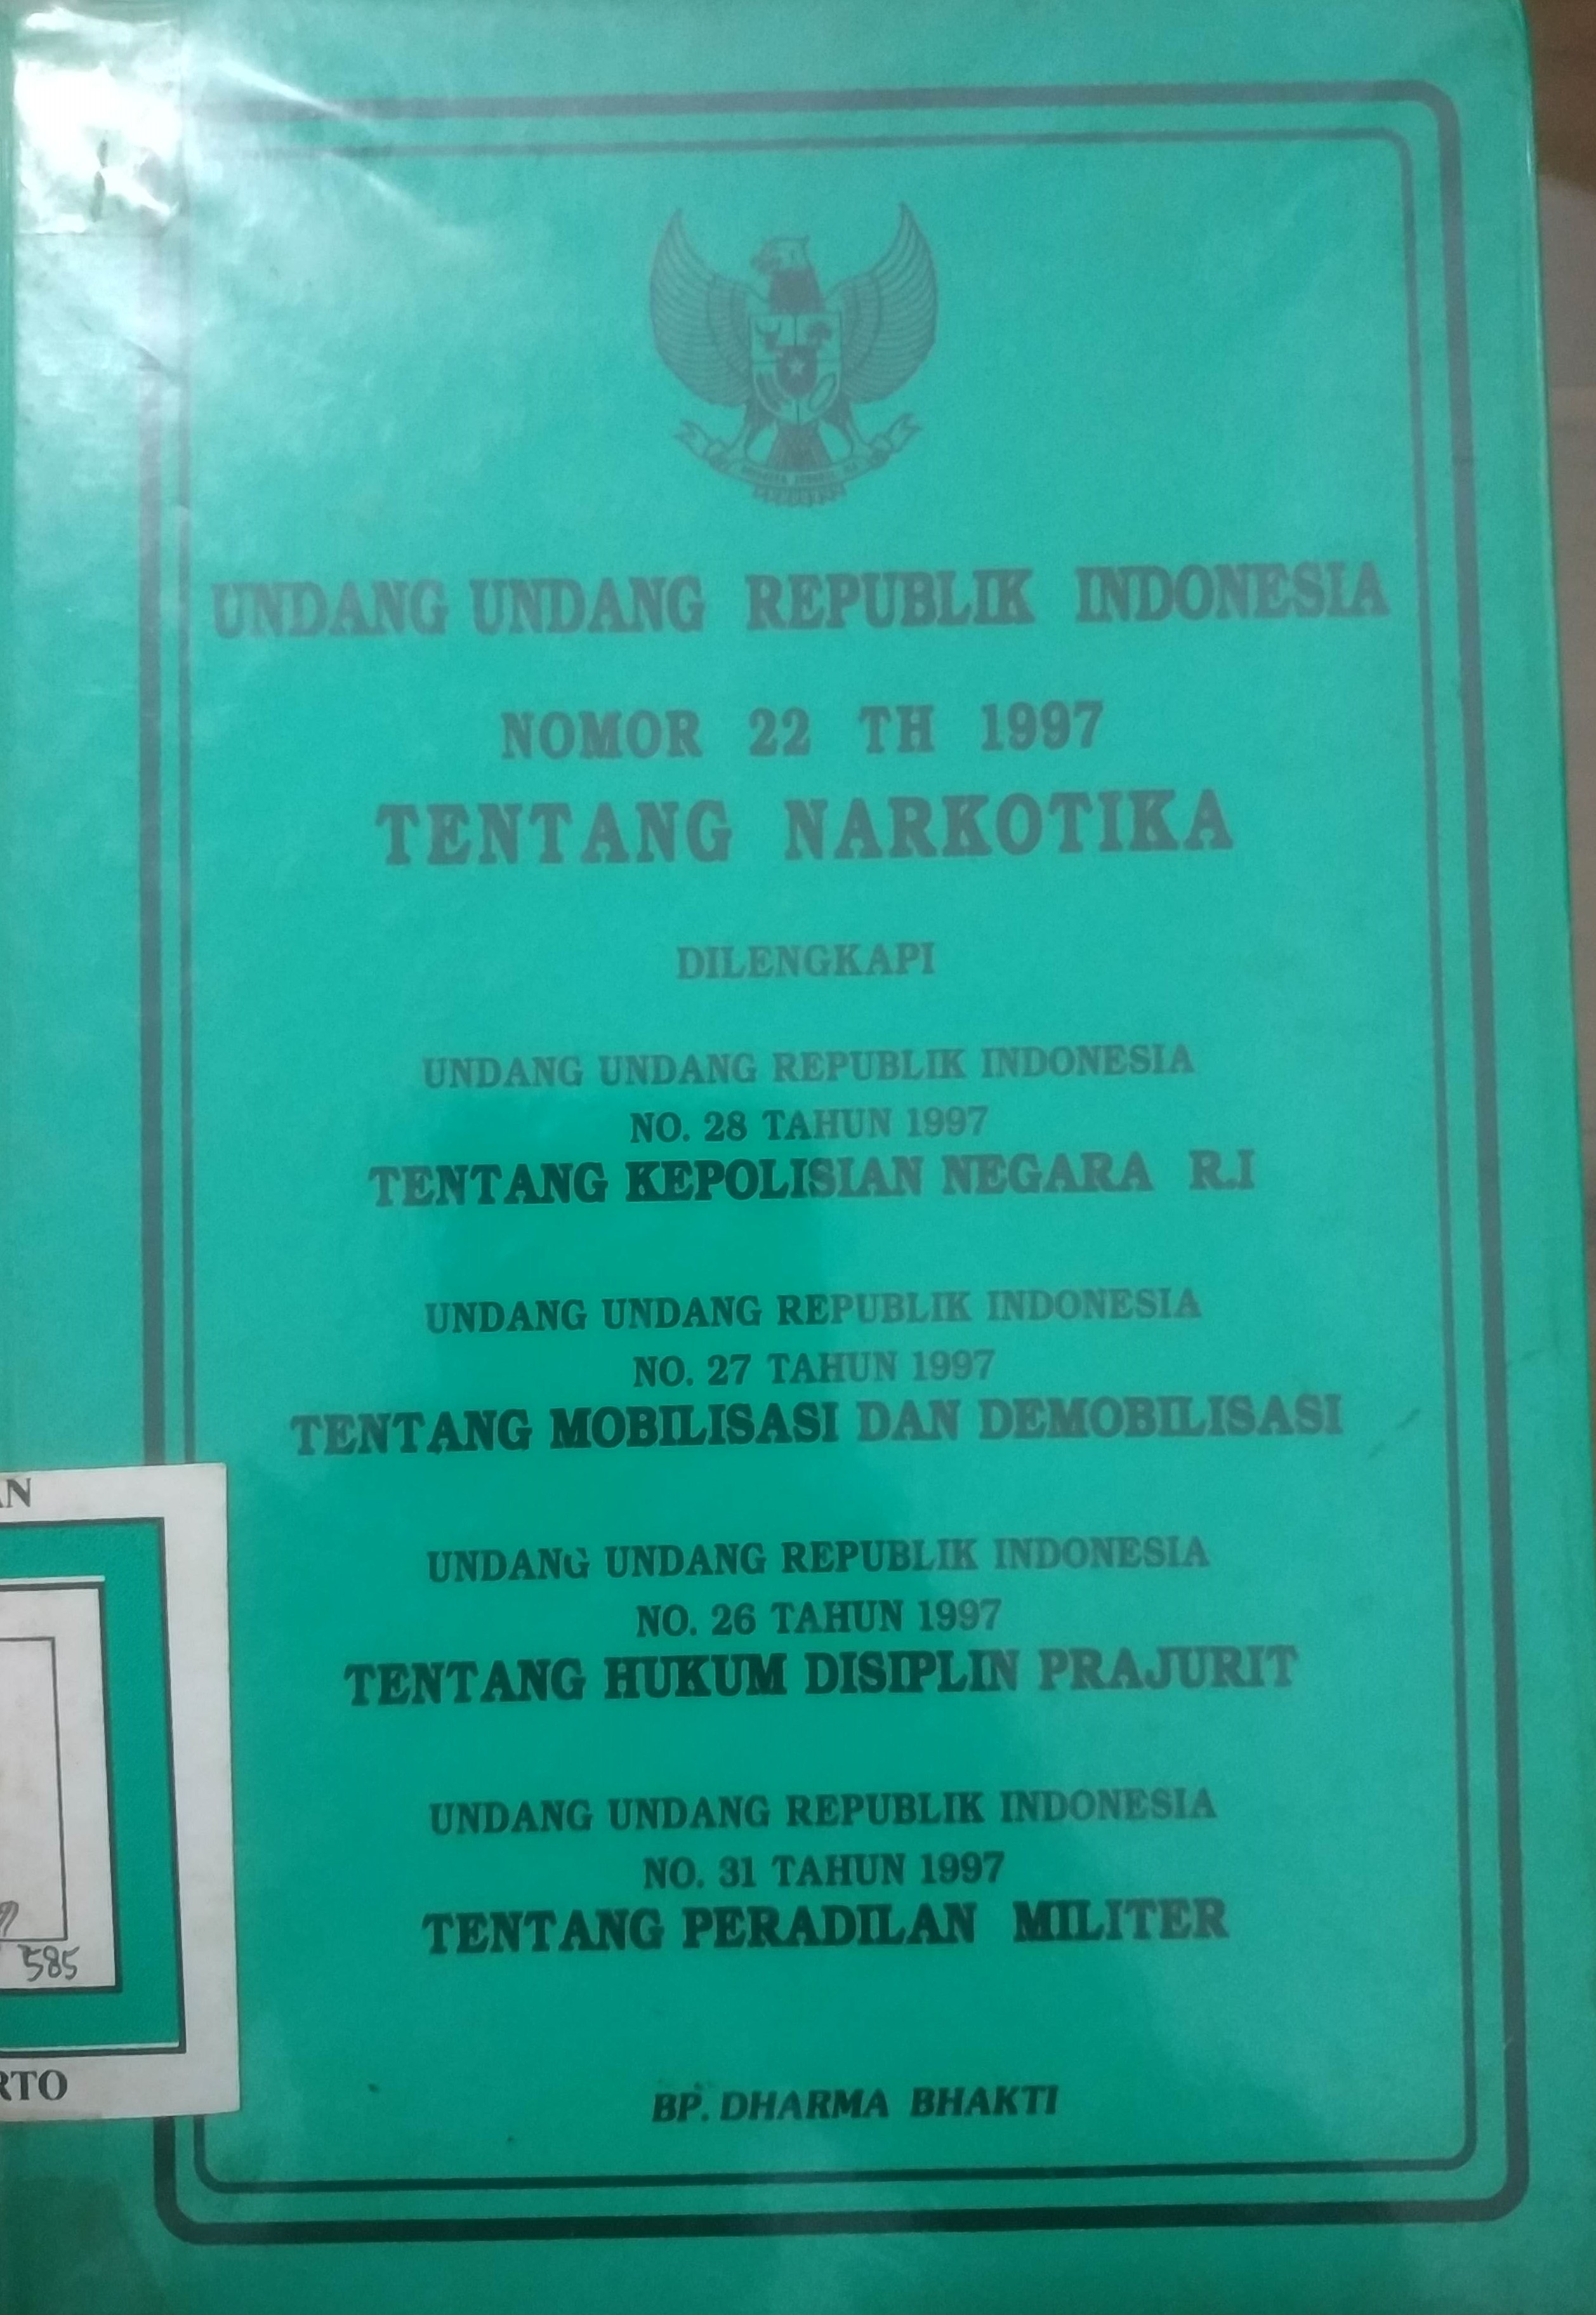 UNDANG UNDANG REPUBLIK INDONESIA
NOMOR 22 TH 1997
TENTANG NARKOTIKA
DILENGKAPI
UNDANG UNDANG REPUBLIK INDONESIA
NO. 28 TAHUN 1997
TENTANG KEPOLISIAN NEGARA R.I
UNDANG UNDANG REPUBLIK INDONESIA
NO. 27 TAHUN 1997
TENTANG MOBILISASI DAN DEMOBILISASI
UNDANG UNDANG REPUBLIK INDONESIA
NO. 26 TAHUN 1997
TENTANG HUKUM DISIPLIN PRAJURIT
UNDANG UNDANG REPUBLIK INDONESIA
NO. 31 TAHUN 1997
TENTANG PERADILAN MILITER
BP. DHARMA BHAKTI
AN
585
RTO